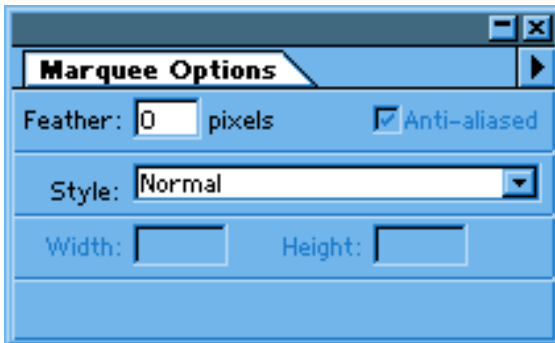 Marquee Options
Feather: 0 pixels Anti-aliased
Style: Normal
Width: Height: